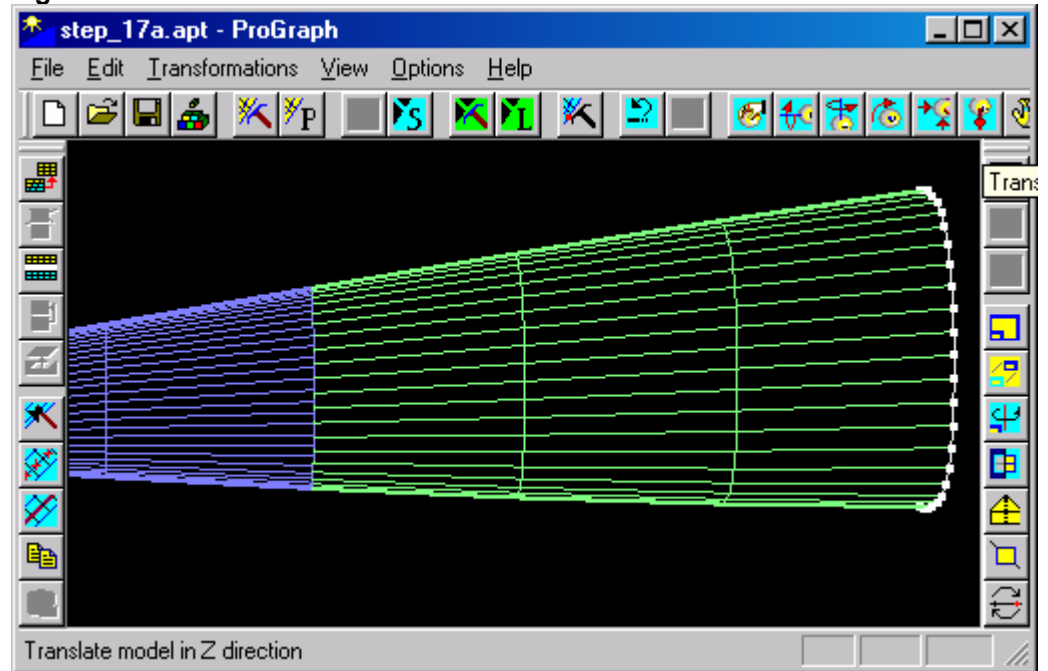 step_17a.apt - ProGraph
File Edit Transformations View Options Help
P S L
Trans
Translate model in Z direction